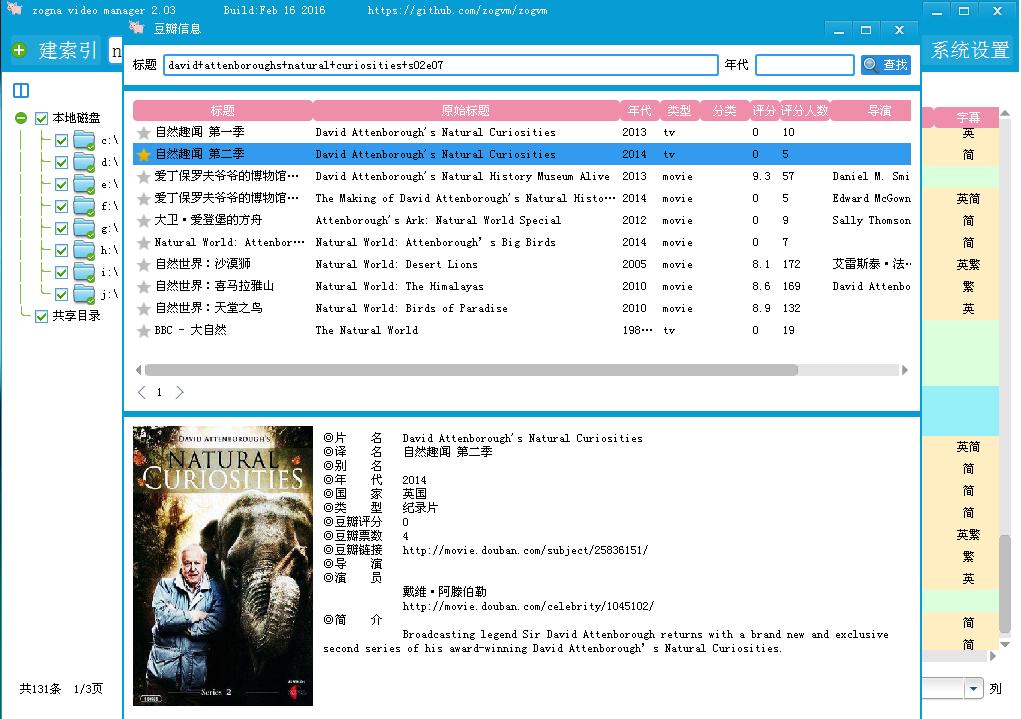 zogna video manager 2.03 Build:Feb 16 2016 https://github.com/zogvm/zogvm
豆瓣信息
建索引 n 系统设置
标题 david+attenboroughs+natural+curiosities+s02e07 年代 查找
标题 原始标题 年代 类型 分类 评分 评分人数 导演 字幕
本地磁盘
c:\
d:\
e:\
f:\
g:\
h:\
i:\
j:\
共享目录
自然趣闻 第一季 David Attenborough's Natural Curiosities 2013 tv 0 10
自然趣闻 第二季 David Attenborough's Natural Curiosities 2014 tv 0 5
爱丁保罗夫爷爷的博物馆… David Attenborough's Natural History Museum Alive 2013 movie 9.3 57 Daniel M. Smi
爱丁保罗夫爷爷的博物馆… The Making of David Attenborough's Natural Histo… 2014 movie 0 5 Edward McGown
大卫·爱登堡的方舟 Attenborough's Ark: Natural World Special 2012 movie 0 9 Sally Thomson
Natural World: Attenbor… Natural World: Attenborough’s Big Birds 2014 movie 0 7
自然世界：沙漠狮 Natural World: Desert Lions 2005 movie 8.1 172 艾雷斯泰·法…
自然世界：喜马拉雅山 Natural World: The Himalayas 2010 movie 8.6 169 David Attenbo
自然世界：天堂之鸟 Natural World: Birds of Paradise 2010 movie 8.9 132
BBC - 大自然 The Natural World 198… tv 0 19
英
简
英简
简
简
英繁
繁
英
英简
简
简
简
英繁
繁
英
简
简
1
DAVID ATTENBOROUGH'S
NATURAL
CURIOSITIES
Series 2
◎片 名 David Attenborough's Natural Curiosities
◎译 名 自然趣闻 第二季
◎别 名
◎年 代 2014
◎国 家 英国
◎类 型 纪录片
◎豆瓣评分 0
◎豆瓣票数 4
◎豆瓣链接 http://movie.douban.com/subject/25836151/
◎导 演
◎演 员
戴维·阿滕伯勒
http://movie.douban.com/celebrity/1045102/
◎简 介
Broadcasting legend Sir David Attenborough returns with a brand new and exclusive
second series of his award-winning David Attenborough’s Natural Curiosities.
共131条 1/3页 列